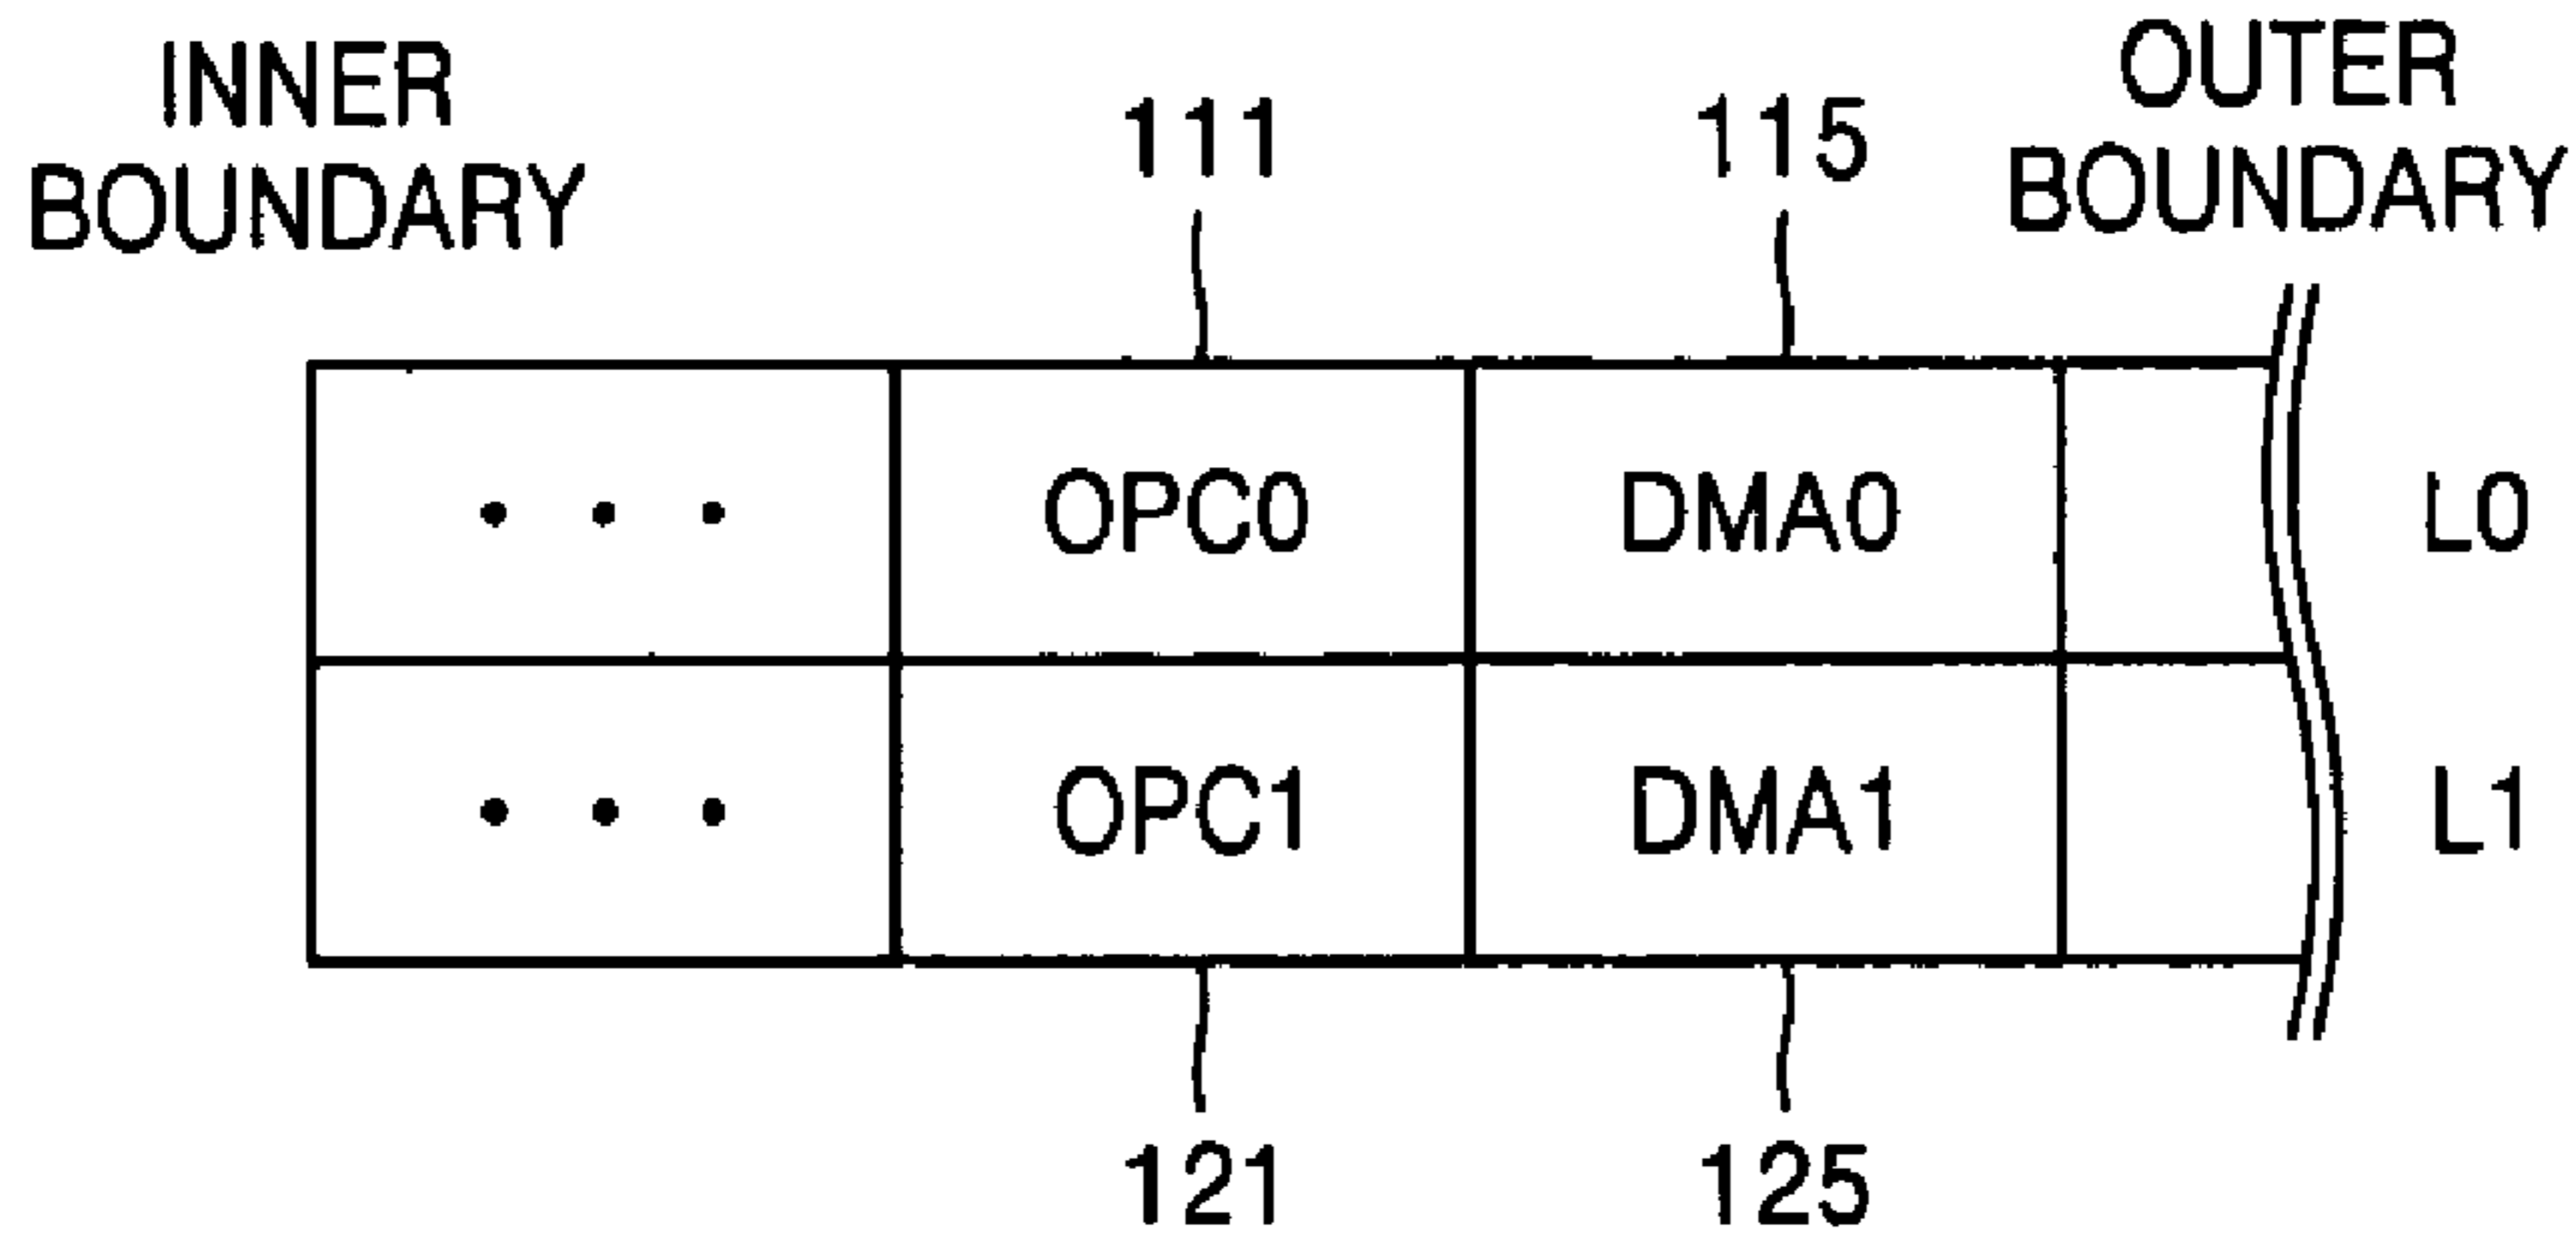 INNER
BOUNDARY
111
115
OUTER
BOUNDARY
• • •
OPC0
DMA0
L0
• • •
OPC1
DMA1
L1
121
125